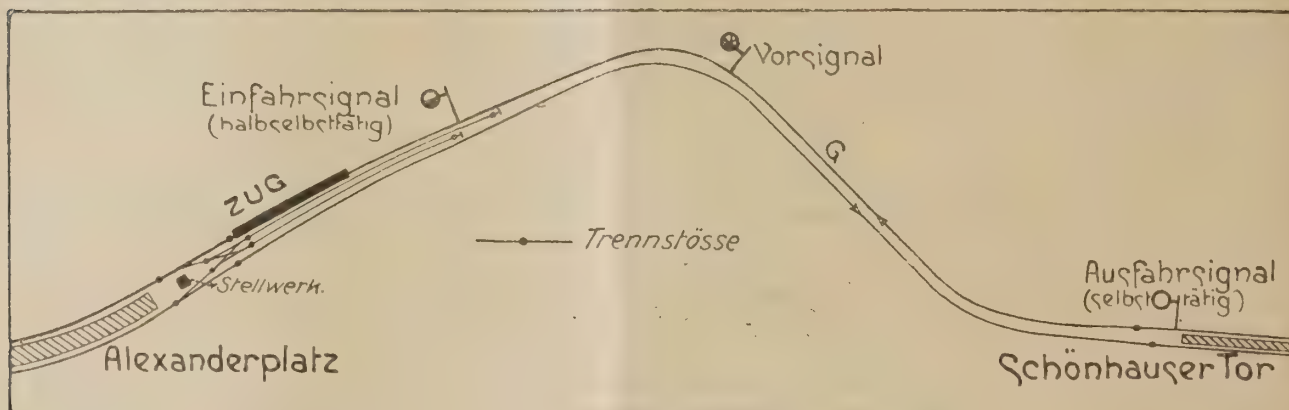 Vorsignal
Einfahrsignal
(halbselbsttätig)
ZUG
G
Trennstösse
Stellwerk.
Ausfahrsignal
(selbsttätig)
Alexanderplatz
Schönhauser Tor